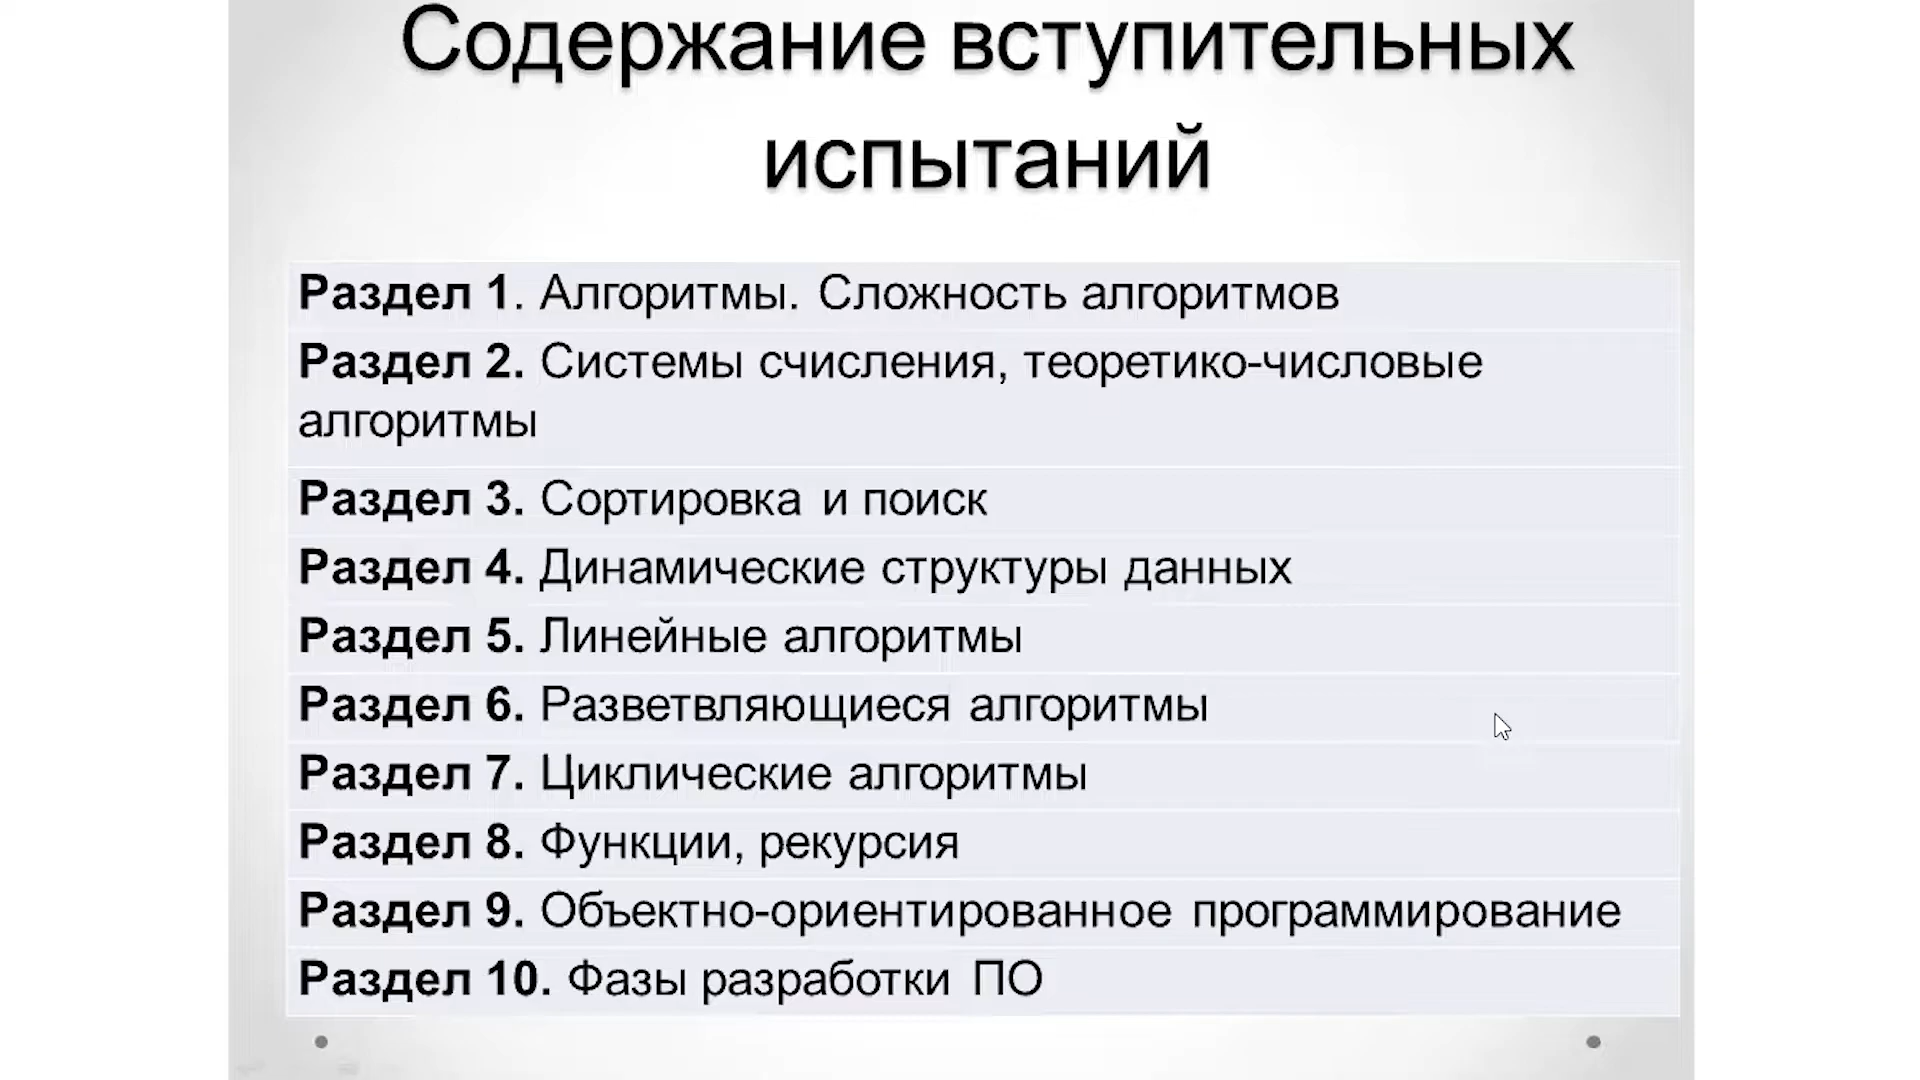 Содержание вступительных
испытаний
Раздел 1. Алгоритмы. Сложность алгоритмов
Раздел 2. Системы счисления, теоретико-числовые
алгоритмы
Раздел 3. Сортировка и поиск
Раздел 4. Динамические структуры данных
Раздел 5. Линейные алгоритмы
Раздел 6. Разветвляющиеся алгоритмы
Раздел 7. Циклические алгоритмы
Раздел 8. Функции, рекурсия
Раздел 9. Объектно-ориентированное программирование
Раздел 10. Фазы разработки ПО